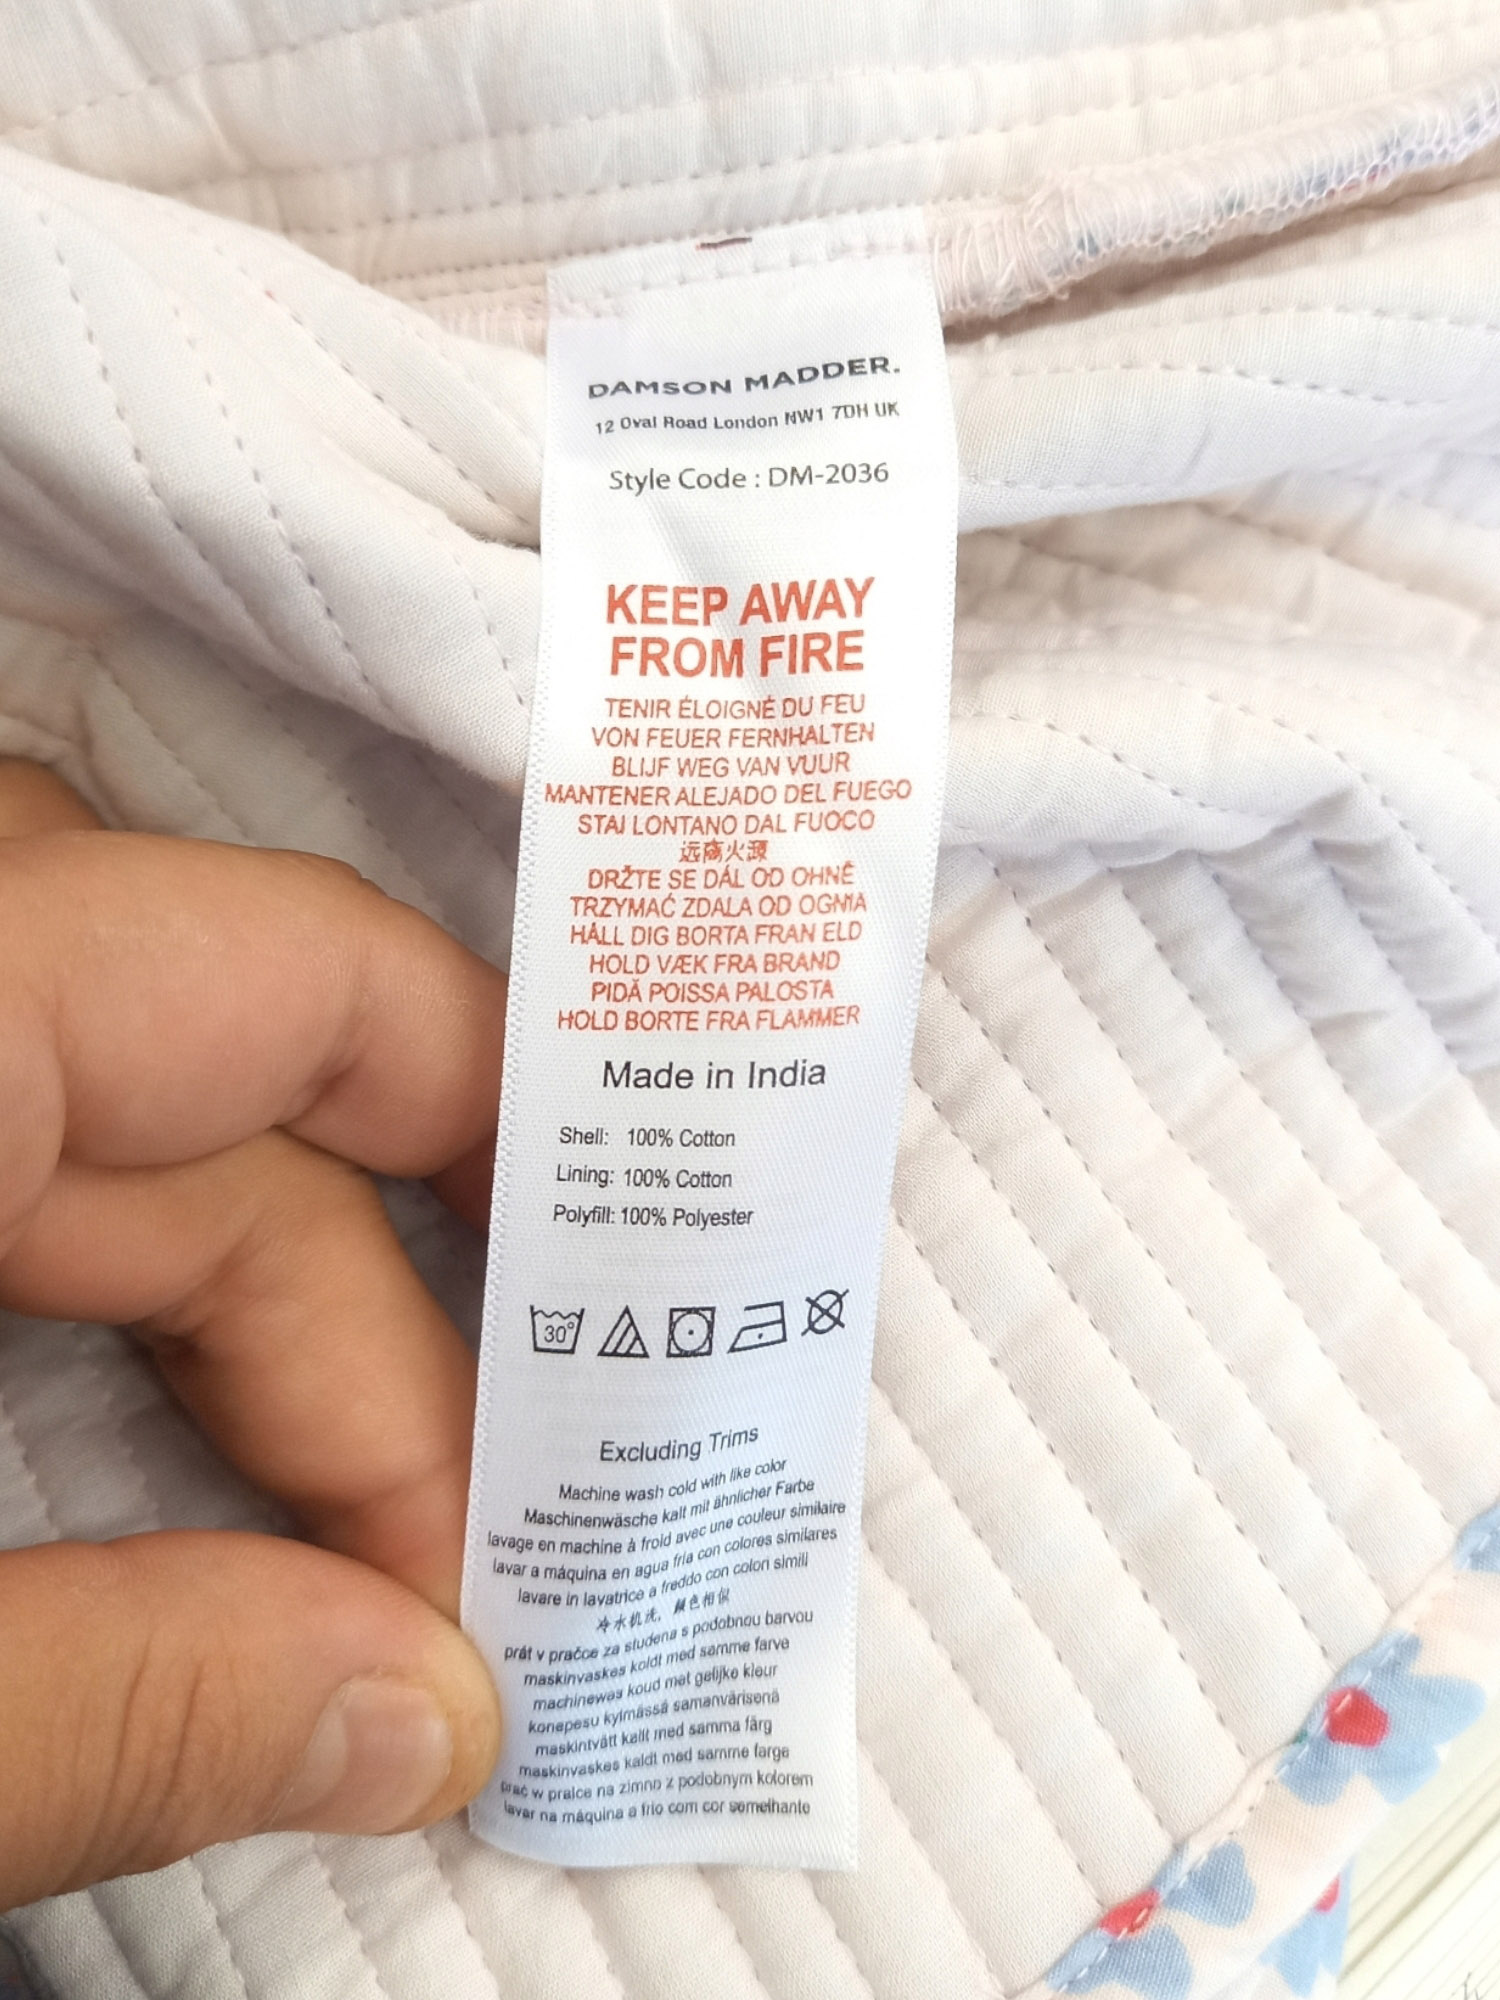 DAMSON MADDER.
12 Oval Road London NW1 7DH UK
Style Code : DM-2036
KEEP AWAY
FROM FIRE
TENIR ÉLOIGNÉ DU FEU
VON FEUER FERNHALTEN
BLIJF WEG VAN VUUR
MANTENER ALEJADO DEL FUEGO
STAI LONTANO DAL FUOCO
远离火源
DRŽTE SE DÁL OD OHNĚ
TRZYMAĆ ZDALA OD OGNIA
HÅLL DIG BORTA FRAN ELD
HOLD VÆK FRA BRAND
PIDÄ POISSA PALOSTA
HOLD BORTE FRA FLAMMER
Made in India
Shell: 100% Cotton
Lining: 100% Cotton
Polyfill: 100% Polyester
30°
Excluding Trims
Machine wash cold with like color
Maschinenwäsche kalt mit ähnlicher Farbe
lavage en machine à froid avec une couleur similaire
lavar a máquina en agua fria con colores similares
lavare in lavatrice a freddo con colori simili
冷水机洗, 颜色相似
prát v pračce za studena s podobnou barvou
maskinvaskes koldt med samme farve
machinewas koud met gelijke kleur
konepesu kylmässä samanvärisenä
maskintvätt kallt med samma färg
maskinvaskes kaldt med samme farge
prać w pralce na zimno z podobnym kolorem
lavar na máquina a frio com cor semelhante